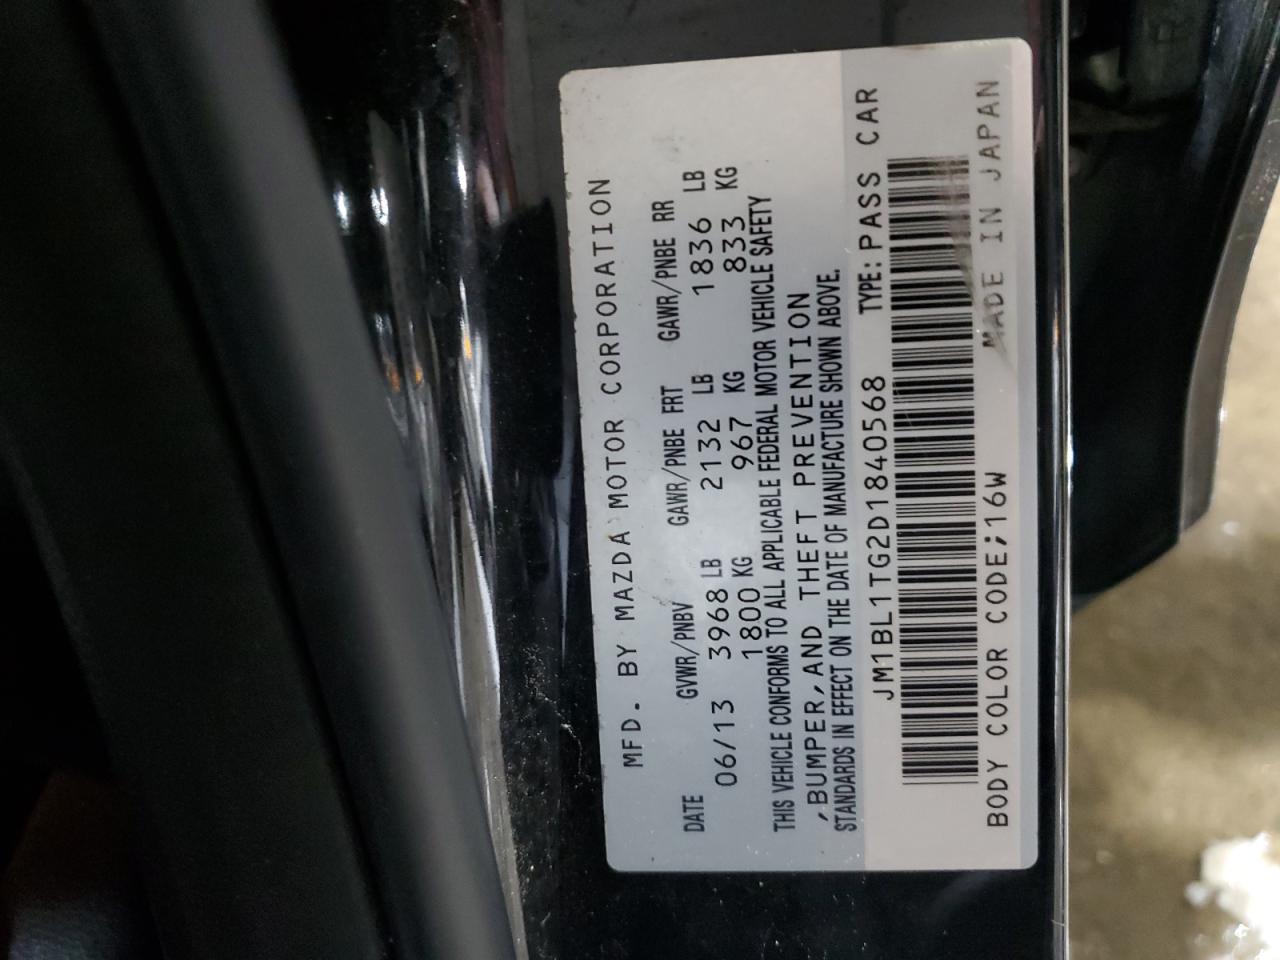 MFD. BY MAZDA MOTOR CORPORATION
DATE GVWR/PNBV GAWR/PNBE FRT GAWR/PNBE RR
06/13 3968 LB 2132 LB 1836 LB
1800 KG 967 KG 833 KG
THIS VEHICLE CONFORMS TO ALL APPLICABLE FEDERAL MOTOR VEHICLE SAFETY
,BUMPER,AND THEFT PREVENTION
STANDARDS IN EFFECT ON THE DATE OF MANUFACTURE SHOWN ABOVE.
JM1BL1TG2D1840568 TYPE:PASS CAR
BODY COLOR CODE;16W MADE IN JAPAN